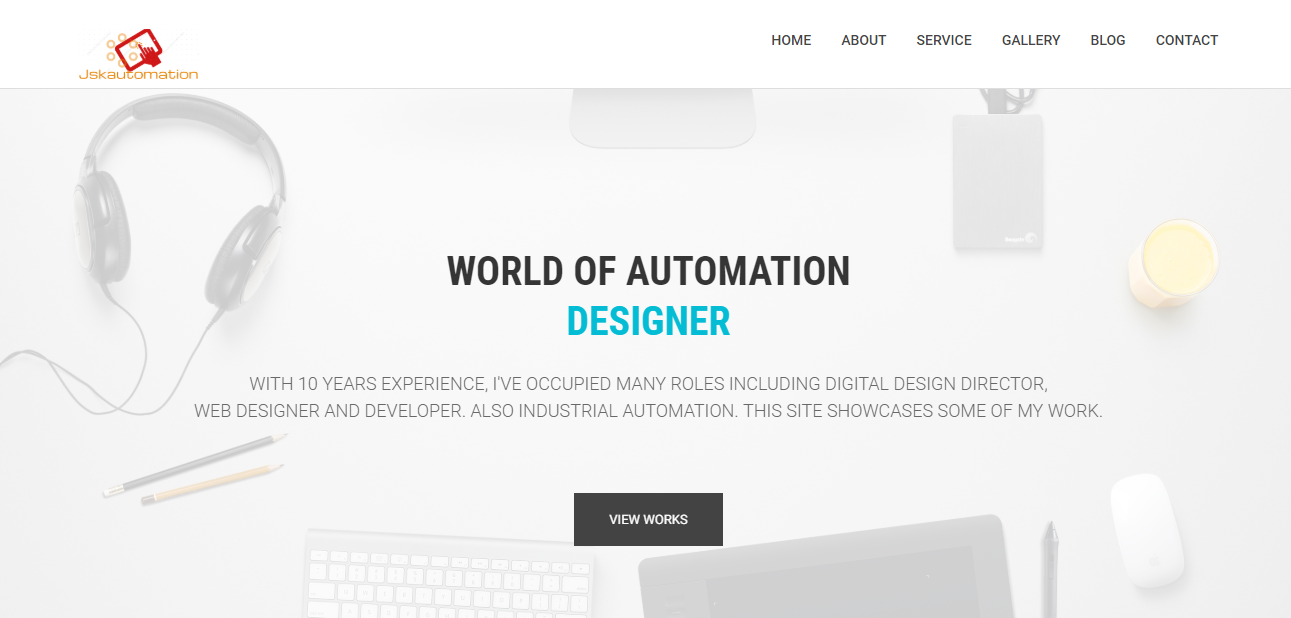 Jskautomation
HOME ABOUT SERVICE GALLERY BLOG CONTACT
WORLD OF AUTOMATION
DESIGNER
WITH 10 YEARS EXPERIENCE, I'VE OCCUPIED MANY ROLES INCLUDING DIGITAL DESIGN DIRECTOR,
WEB DESIGNER AND DEVELOPER. ALSO INDUSTRIAL AUTOMATION. THIS SITE SHOWCASES SOME OF MY WORK.
VIEW WORKS